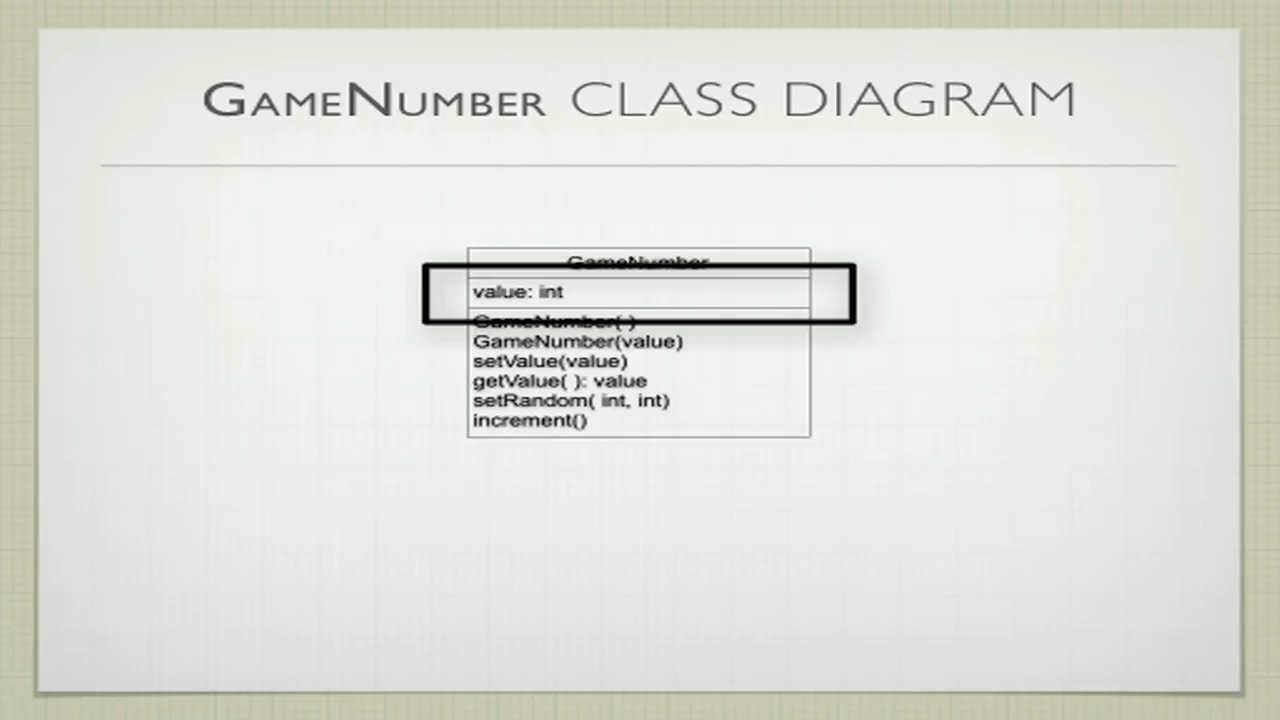 GameNumber CLASS DIAGRAM
GameNumber
value: int
GameNumber( )
GameNumber(value)
setValue(value)
getValue( ): value
setRandom( int, int)
increment()